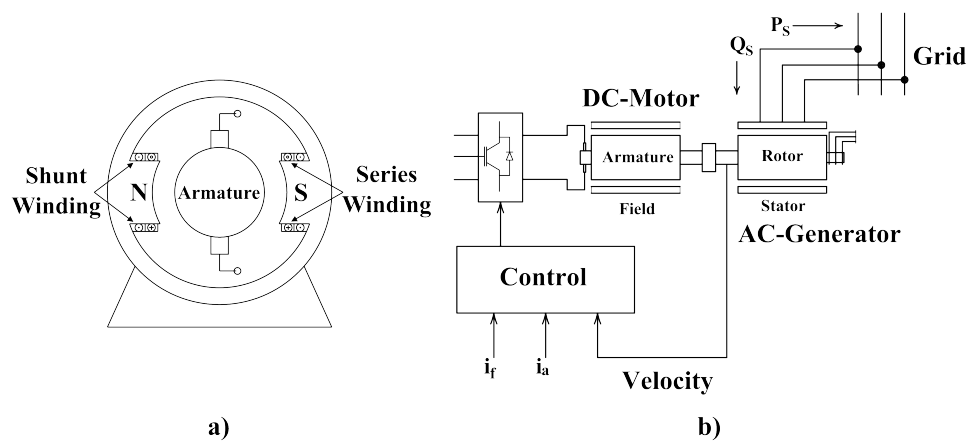 Shunt
Winding
N
Armature
S
Series
Winding
a)
P_S
Q_S
Grid
DC-Motor
Armature
Rotor
Field
Stator
AC-Generator
Control
i_f
i_a
Velocity
b)